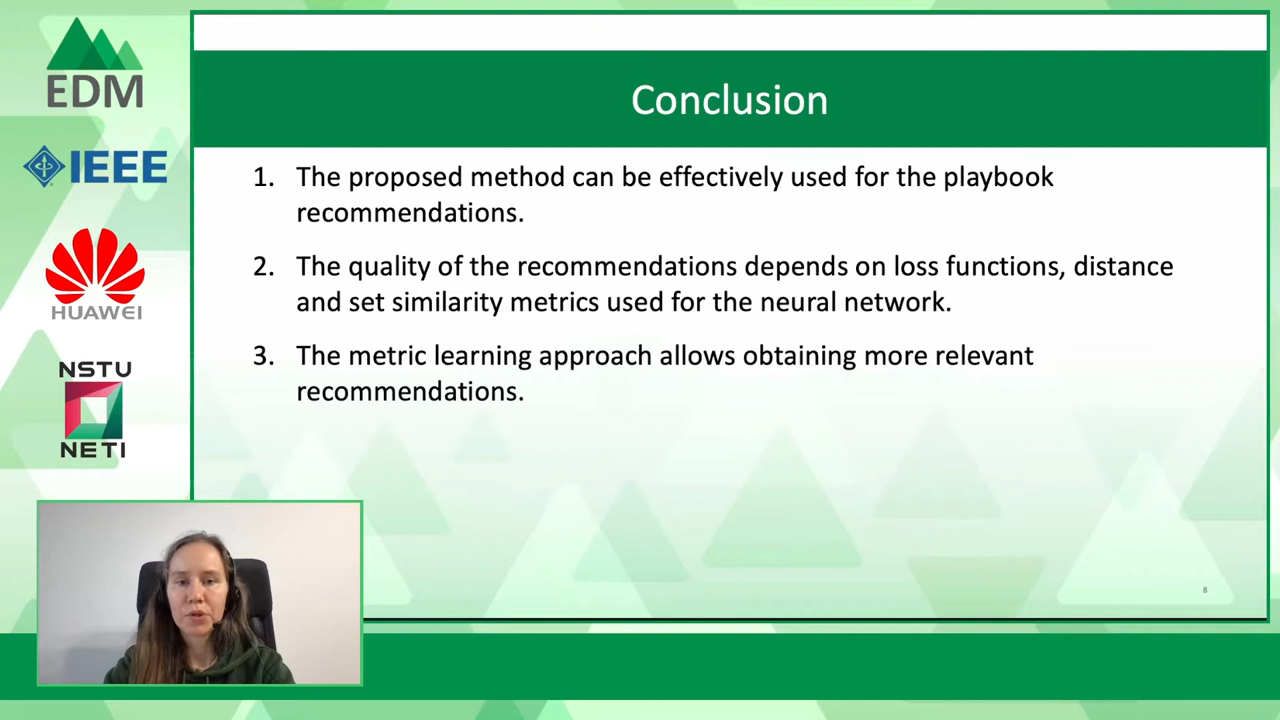 EDM
IEEE
HUAWEI
NSTU
NETI
Conclusion
1. The proposed method can be effectively used for the playbook
recommendations.
2. The quality of the recommendations depends on loss functions, distance
and set similarity metrics used for the neural network.
3. The metric learning approach allows obtaining more relevant
recommendations.
8